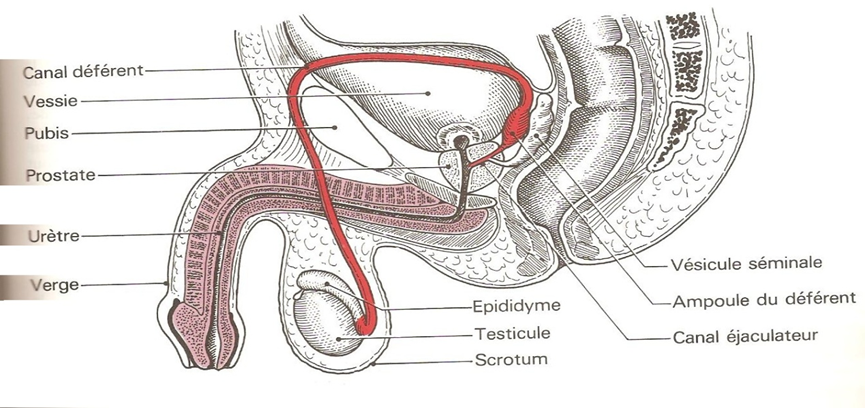 Canal déférent
Vessie
Pubis
Prostate
Urètre
Verge
Epididyme
Testicule
Scrotum
Vésicule séminale
Ampoule du déférent
Canal éjaculateur